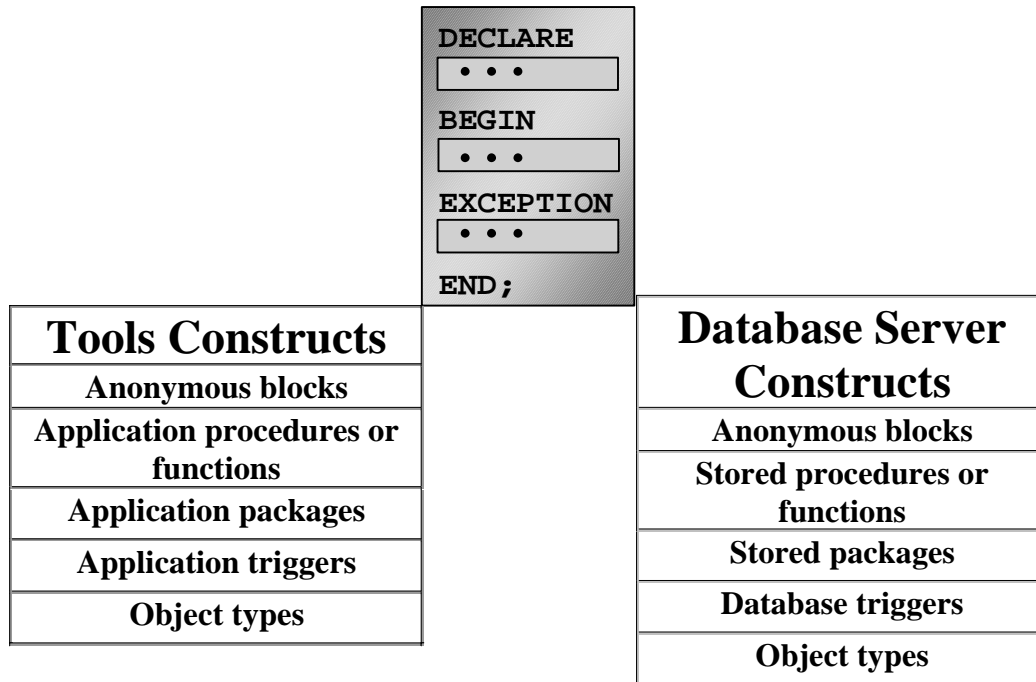 DECLARE
• • •
BEGIN
• • •
EXCEPTION
• • •
END;
Tools Constructs
Anonymous blocks
Application procedures or
functions
Application packages
Application triggers
Object types
Database Server
Constructs
Anonymous blocks
Stored procedures or
functions
Stored packages
Database triggers
Object types